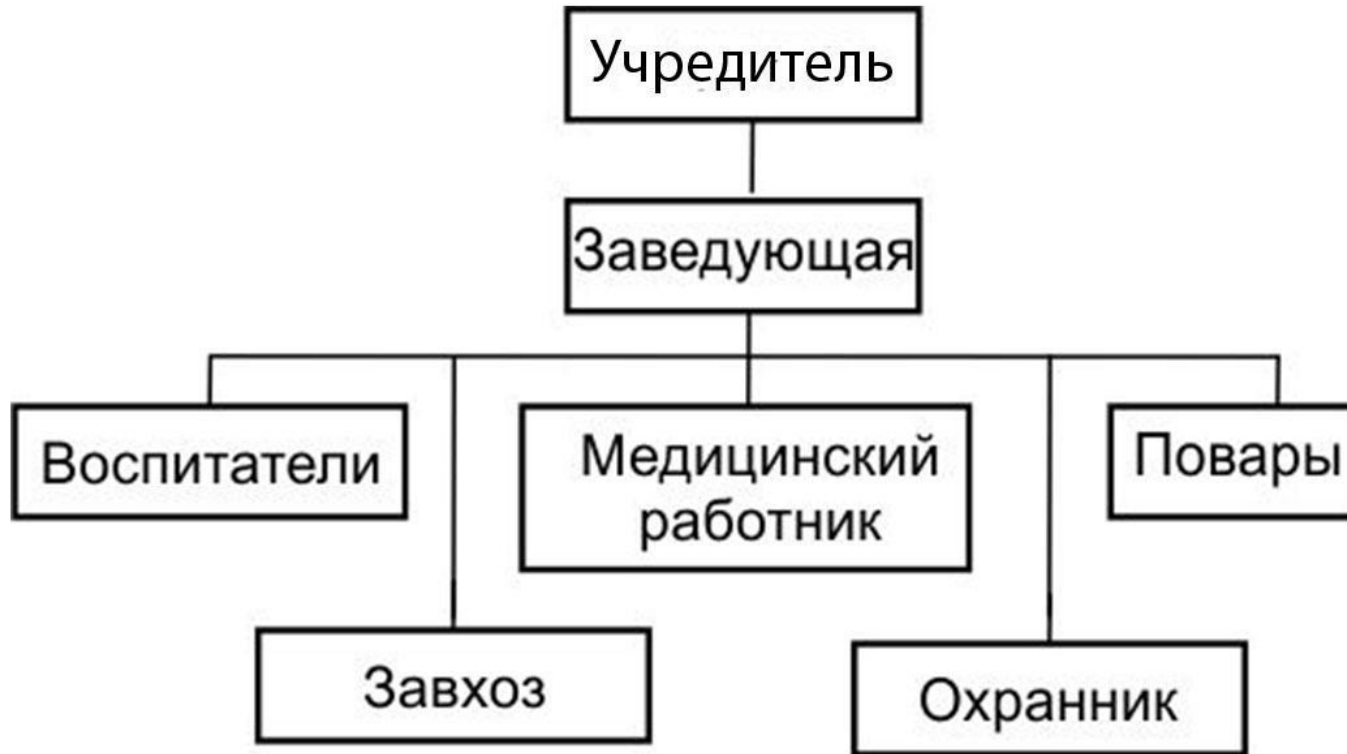 Учредитель
Заведующая
Воспитатели
Медицинский
работник
Повары
Завхоз
Охранник